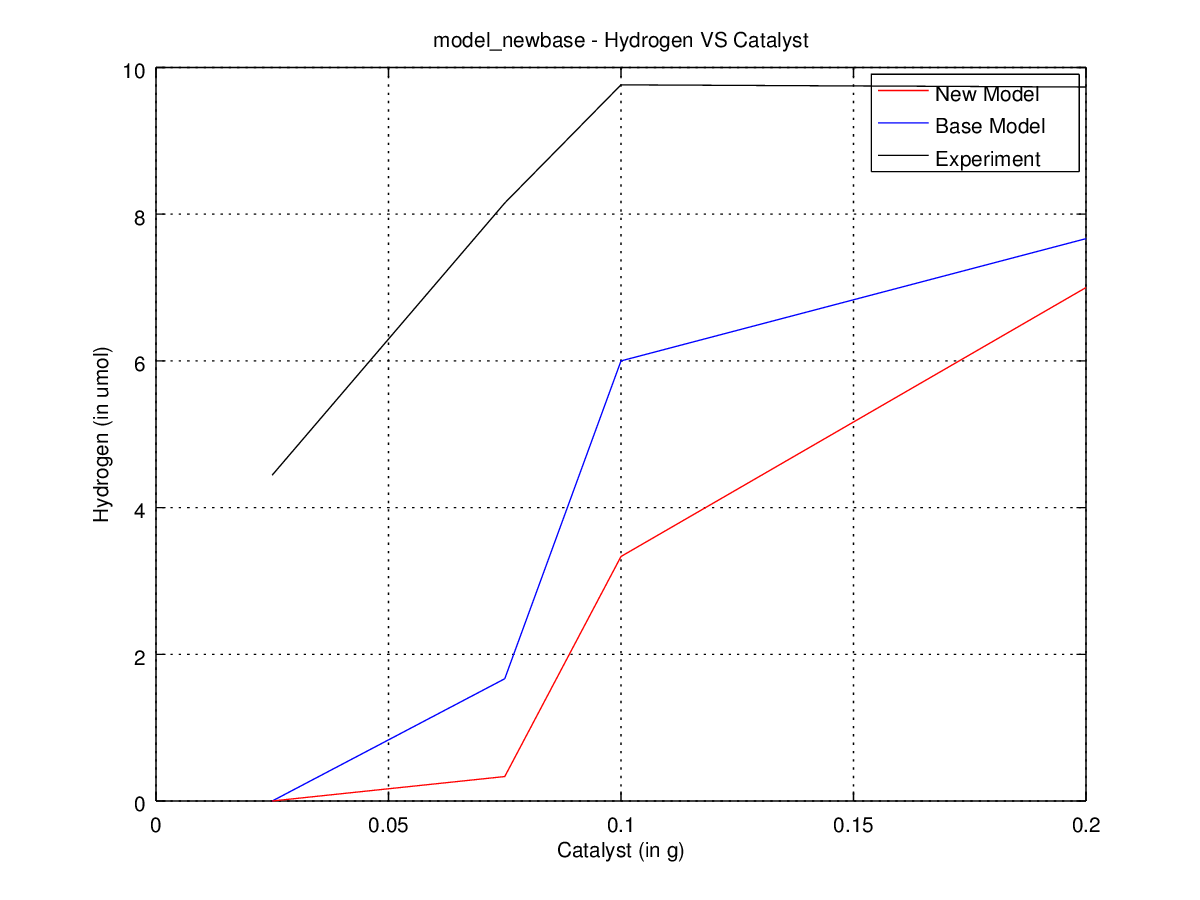 model_newbase - Hydrogen VS Catalyst
10
New Model
Base Model
Experiment
8
6
Hydrogen (in umol)
4
2
0
0 0.05 0.1 0.15 0.2
Catalyst (in g)